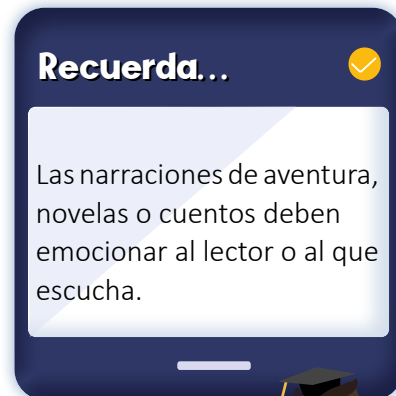 Recuerda...
Las narraciones de aventura,
novelas o cuentos deben
emocionar al lector o al que
escucha.